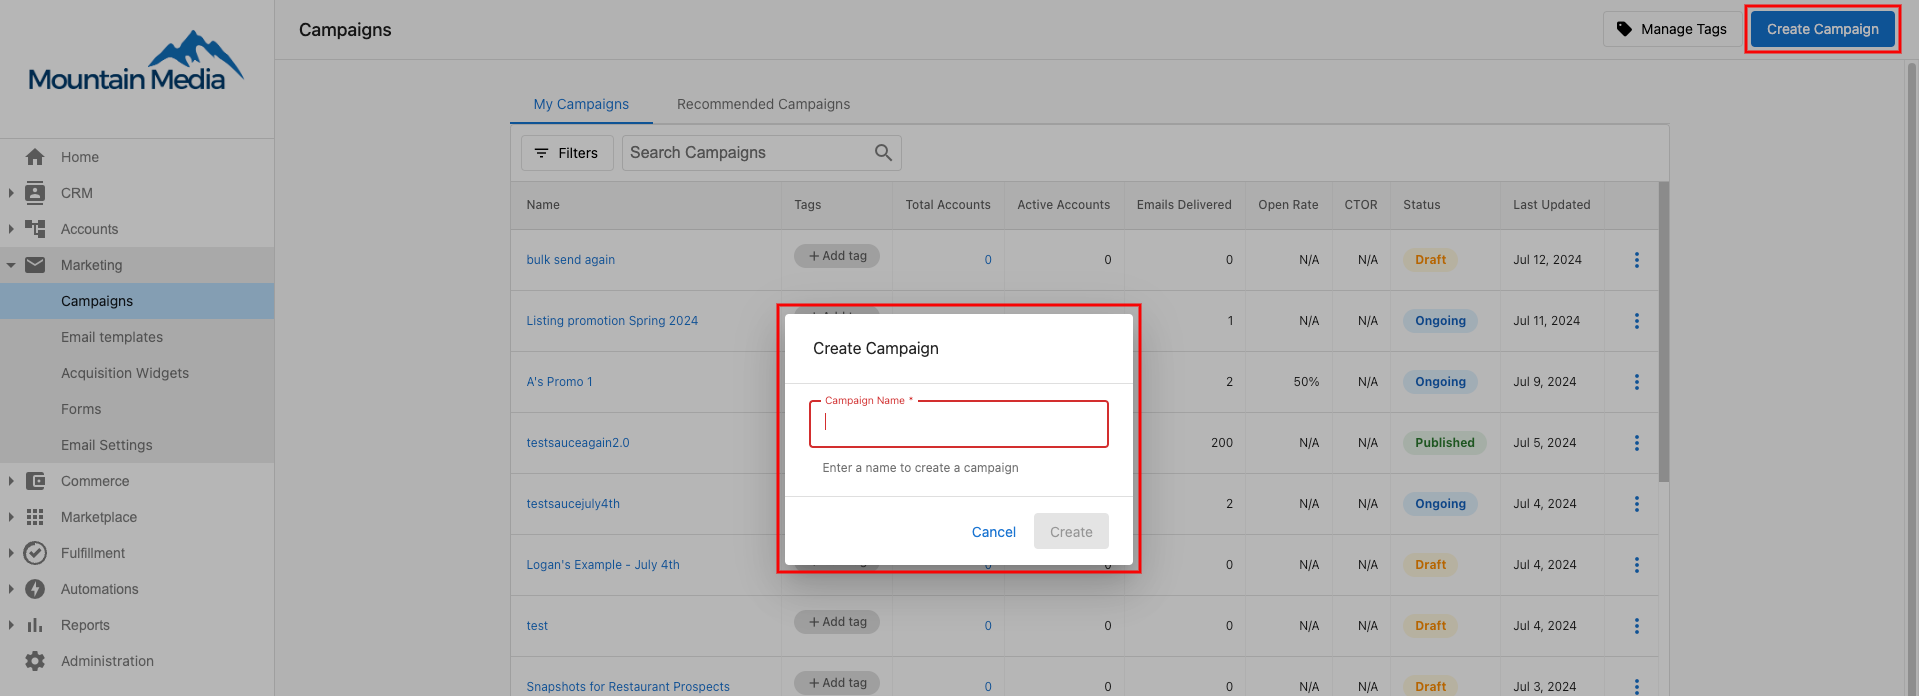 Mountain Media
Campaigns
Manage Tags
Create Campaign
Home
CRM
Accounts
Marketing
Campaigns
Email templates
Acquisition Widgets
Forms
Email Settings
Commerce
Marketplace
Fulfillment
Automations
Reports
Administration
My Campaigns Recommended Campaigns
Filters Search Campaigns
Name Tags Total Accounts Active Accounts Emails Delivered Open Rate CTOR Status Last Updated
bulk send again + Add tag 0 0 0 N/A N/A Draft Jul 12, 2024
Listing promotion Spring 2024 1 N/A N/A Ongoing Jul 11, 2024
A's Promo 1 2 50% N/A Ongoing Jul 9, 2024
testsauceagain2.0 200 N/A N/A Published Jul 5, 2024
testsaucejuly4th 2 N/A N/A Ongoing Jul 4, 2024
Logan's Example - July 4th 0 N/A N/A Draft Jul 4, 2024
test + Add tag 0 0 0 N/A N/A Draft Jul 4, 2024
Snapshots for Restaurant Prospects + Add tag 0 0 0 N/A N/A Draft Jul 3, 2024
Create Campaign
Campaign Name *
Enter a name to create a campaign
Cancel Create